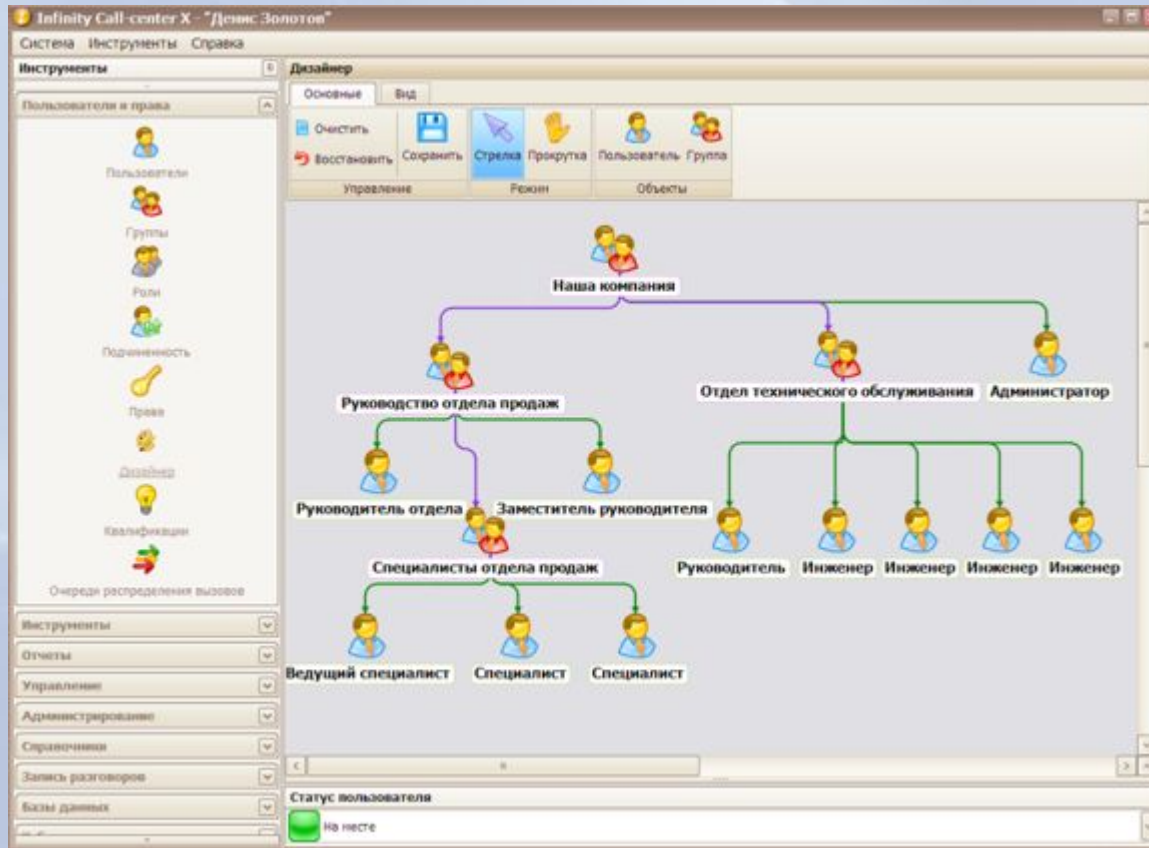 Infinity Call-center X - "Денис Золотов"
Система Инструменты Справка
Инструменты
Пользователи и права
Пользователи
Группы
Роли
Подчиненность
Права
Дизайнер
Квалификации
Очереди распределения вызовов
Инструменты
Отчеты
Управление
Администрирование
Справочники
Запись разговоров
Базы данных
Дизайнер
Основные Вид
Очистить
Восстановить
Сохранить
Стрелка Прокрутка
Пользователь Группа
Управление Режим Объекты
Наша компания
Руководство отдела продаж Отдел технического обслуживания Администратор
Руководитель отдела Заместитель руководителя
Специалисты отдела продаж Руководитель Инженер Инженер Инженер Инженер
Ведущий специалист Специалист Специалист
Статус пользователя
На месте